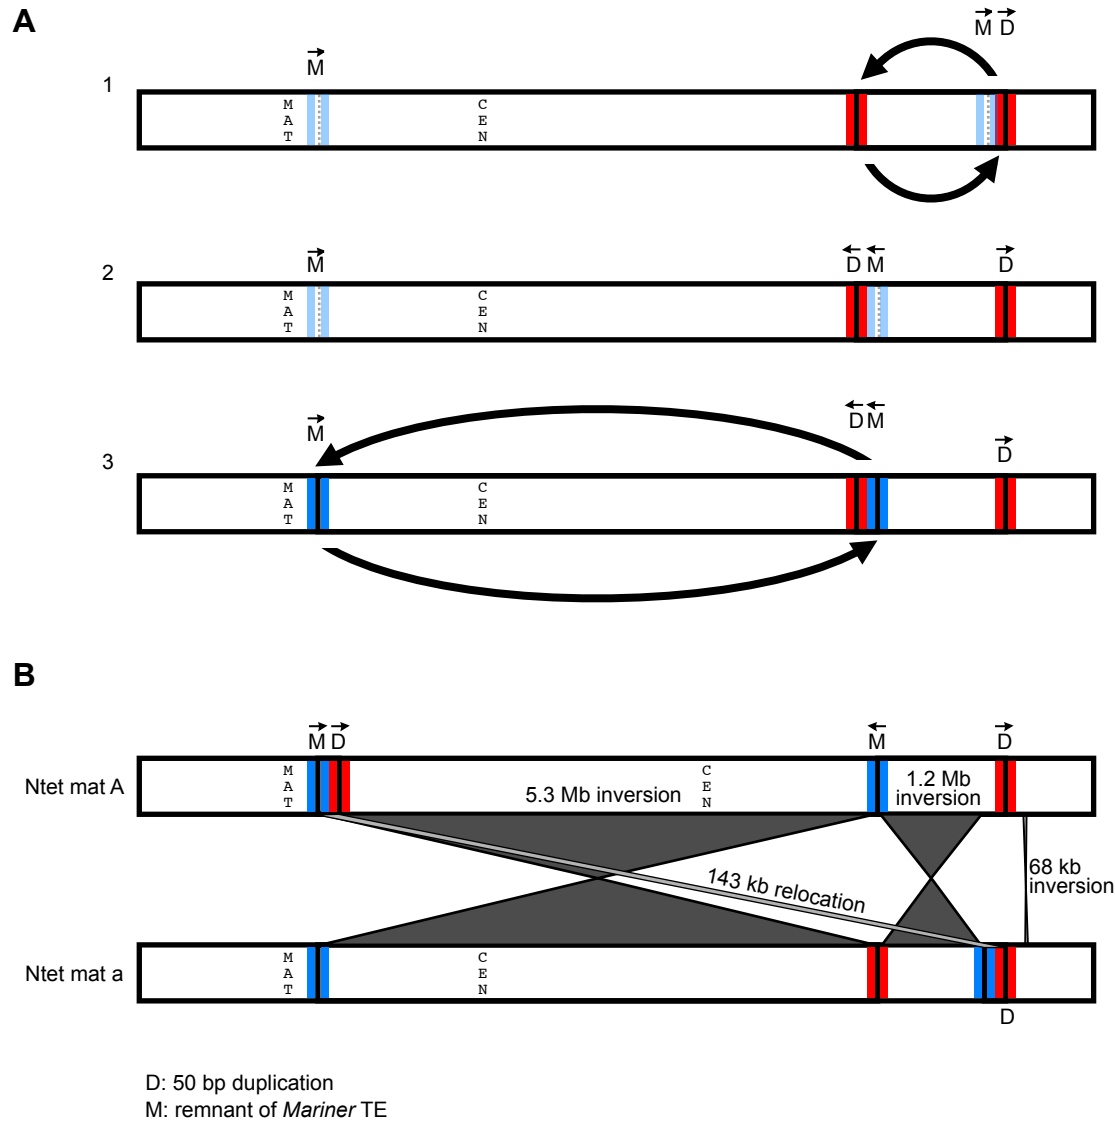 A
M D
M
1
M C
A E
T N
M D M D
2
M C
A E
T N
M D M
D
3
M C
A E
T N
B
M D M D
Ntet mat A
M C
A E
T N
5.3 Mb inversion
1.2 Mb
inversion
143 kb relocation
68 kb
inversion
Ntet mat a
M C
A E
T N
D
D: 50 bp duplication
M: remnant of Mariner TE